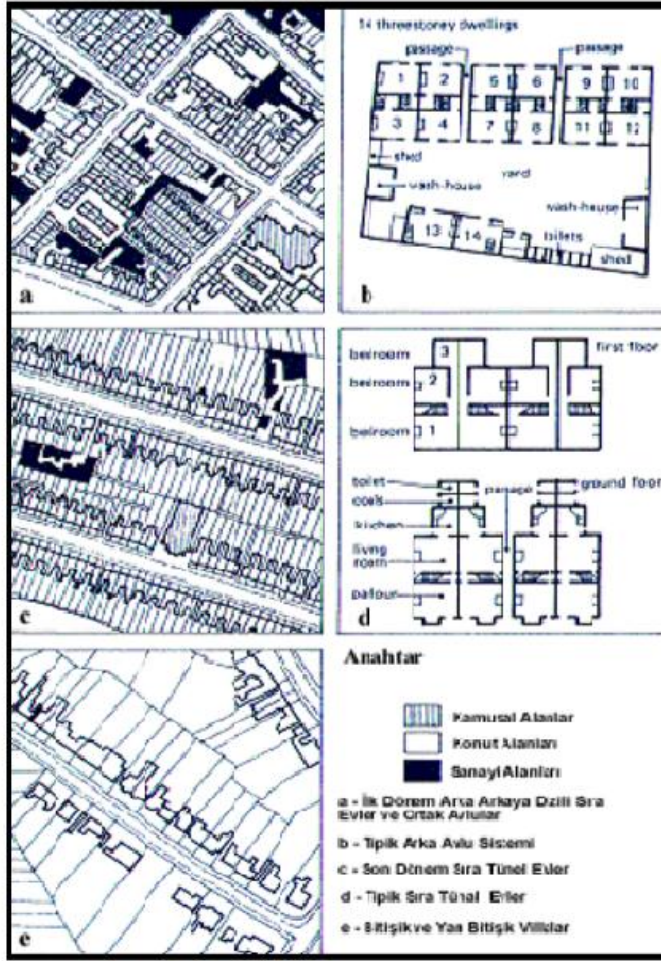 14 threestoney dwellings
passage
passage
1 2 5 6 9 10
3 4 7 8 11 12
shed
yard
wash-house
wash-house
13 14 toilets
shed
a
b
bedroom 3 first floor
bedroom 2
bedroom 1
toilet passage ground floor
coals
kitchen
living
room
parlour
c
d
Anahtar
Kamusal Alanlar
Konut Alanları
Sanayi Alanları
a - İlk Dönem Arka Arkaya Dizili Sıra
Evler ve Ortak Avlular
b - Tipik Arka Avlu Sistemi
c - Son Dönem Sıra Tünel Evler
d - Tipik Sıra Tünel Evler
e - Bitişik ve Yarı Bitişik Villalar
e